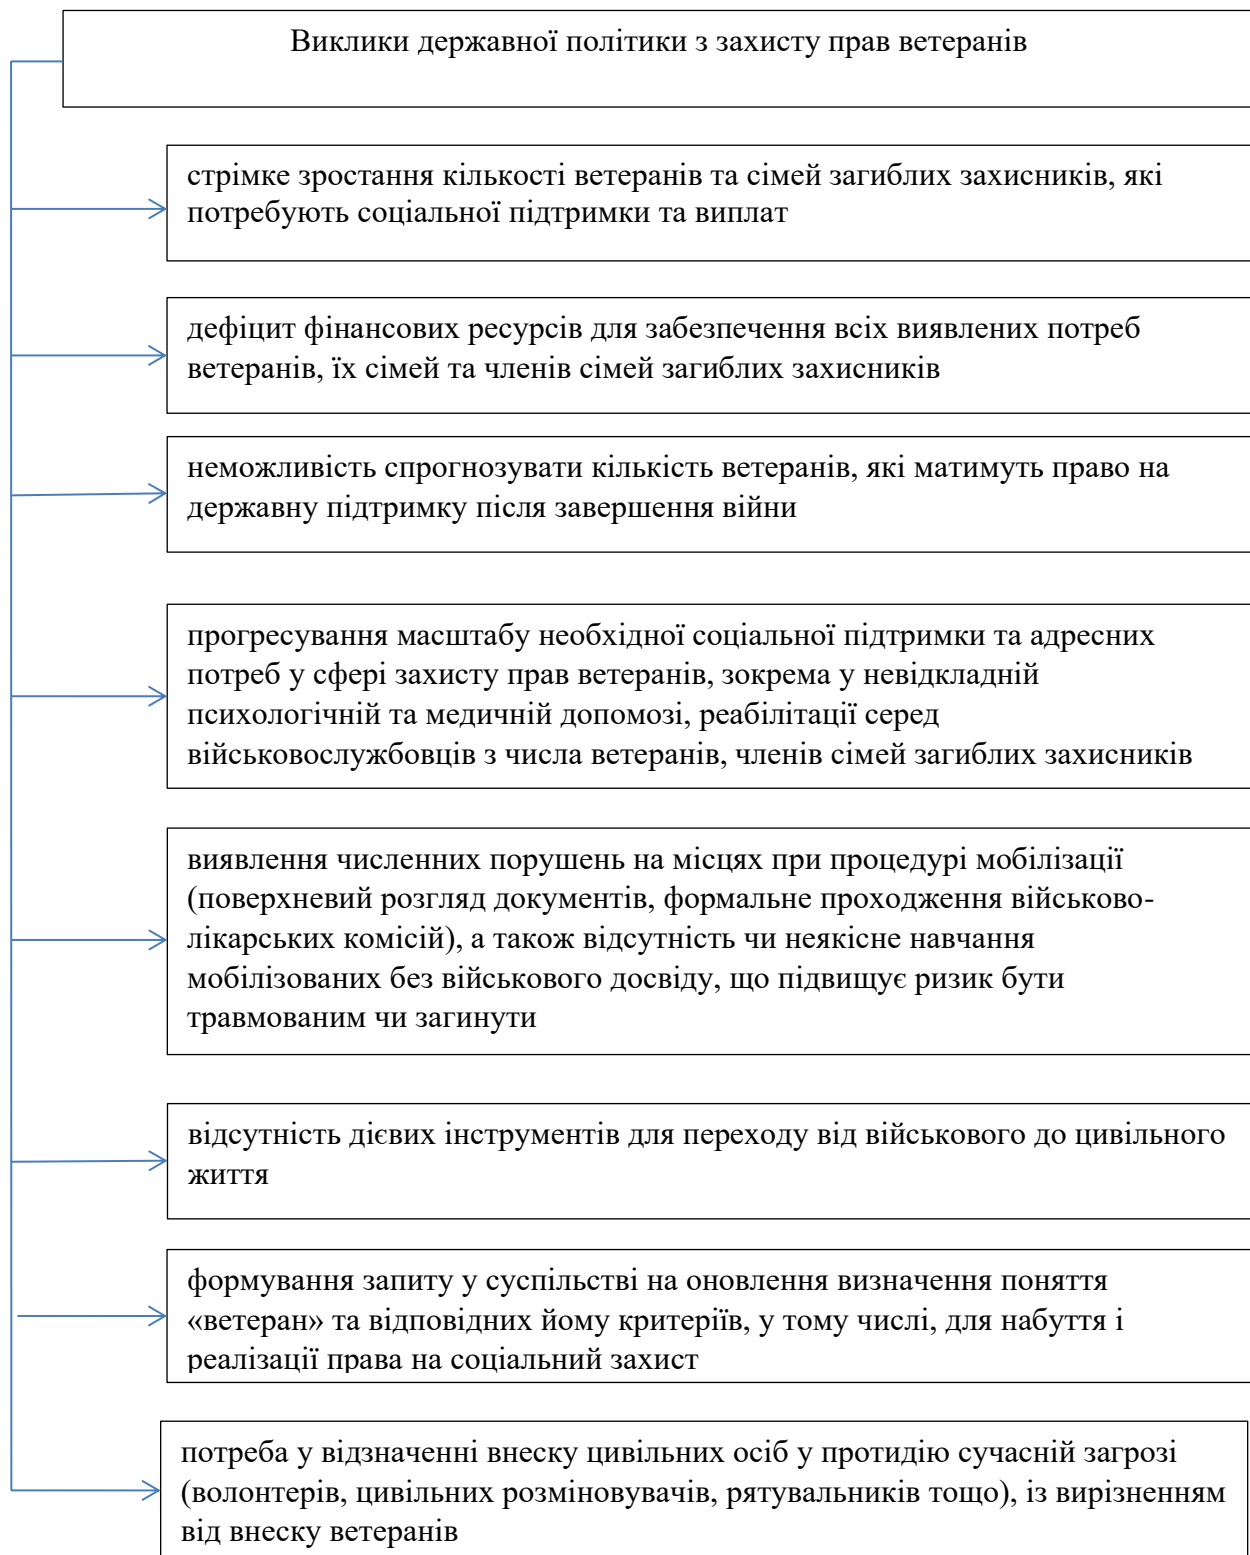 Виклики державної політики з захисту прав ветеранів
стрімке зростання кількості ветеранів та сімей загиблих захисників, які
потребують соціальної підтримки та виплат
дефіцит фінансових ресурсів для забезпечення всіх виявлених потреб
ветеранів, їх сімей та членів сімей загиблих захисників
неможливість спрогнозувати кількість ветеранів, які матимуть право на
державну підтримку після завершення війни
прогресування масштабу необхідної соціальної підтримки та адресних
потреб у сфері захисту прав ветеранів, зокрема у невідкладній
психологічній та медичній допомозі, реабілітації серед
військовослужбовців з числа ветеранів, членів сімей загиблих захисників
виявлення численних порушень на місцях при процедурі мобілізації
(поверхневий розгляд документів, формальне проходження військово-
лікарських комісій), а також відсутність чи неякісне навчання
мобілізованих без військового досвіду, що підвищує ризик бути
травмованим чи загинути
відсутність дієвих інструментів для переходу від військового до цивільного
життя
формування запиту у суспільстві на оновлення визначення поняття
«ветеран» та відповідних йому критеріїв, у тому числі, для набуття і
реалізації права на соціальний захист
потреба у відзначенні внеску цивільних осіб у протидію сучасній загрозі
(волонтерів, цивільних розміновувачів, рятувальників тощо), із вирізненням
від внеску ветеранів